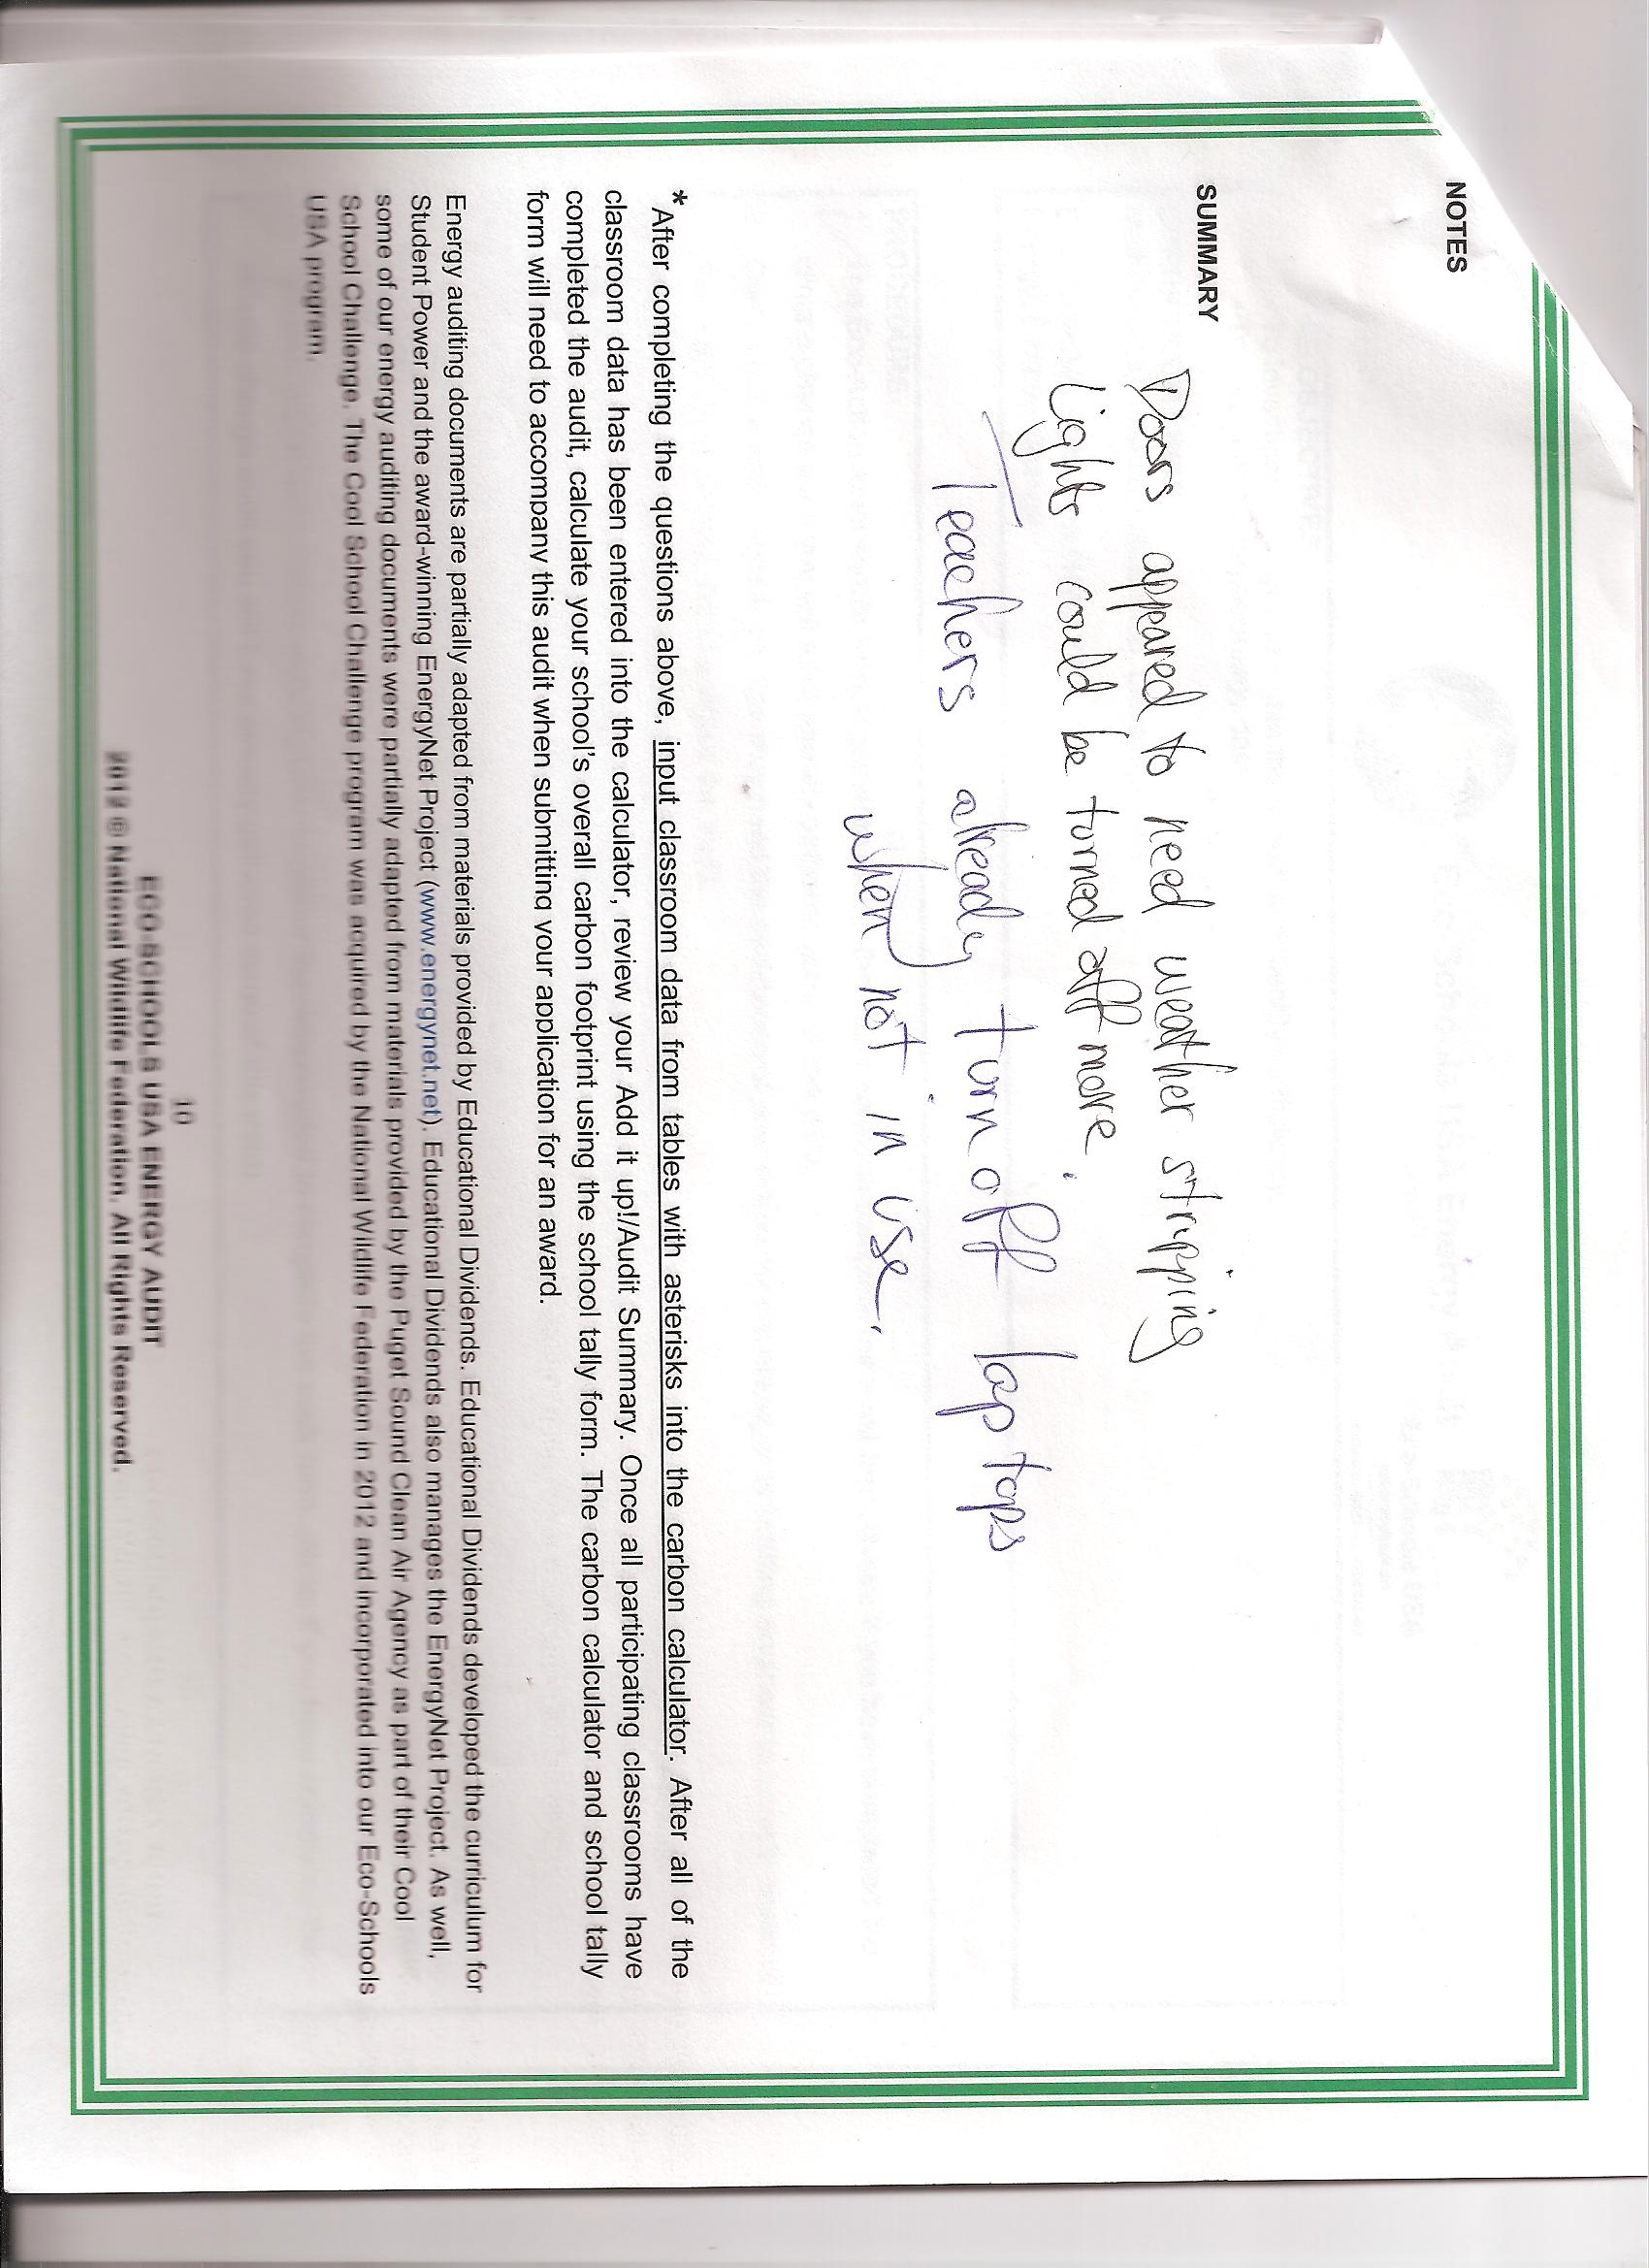 NOTES
SUMMARY
Doors appeared to need weather stripping
Lights could be turned off more.
Teachers already turn off lap tops
when not in use.
* After completing the questions above, input classroom data from tables with asterisks into the carbon calculator. After all of the
classroom data has been entered into the calculator, review your Add it up!/Audit Summary. Once all participating classrooms have
completed the audit, calculate your school's overall carbon footprint using the school tally form. The carbon calculator and school tally
form will need to accompany this audit when submitting your application for an award.
Energy auditing documents are partially adapted from materials provided by Educational Dividends. Educational Dividends developed the curriculum for
Student Power and the award-winning EnergyNet Project (www.energynet.net). Educational Dividends also manages the EnergyNet Project. As well,
some of our energy auditing documents were partially adapted from materials provided by the Puget Sound Clean Air Agency as part of their Cool
School Challenge. The Cool School Challenge program was acquired by the National Wildlife Federation in 2012 and incorporated into our Eco-Schools
USA program.
10
ECO-SCHOOLS USA ENERGY AUDIT
2012 © National Wildlife Federation. All Rights Reserved.